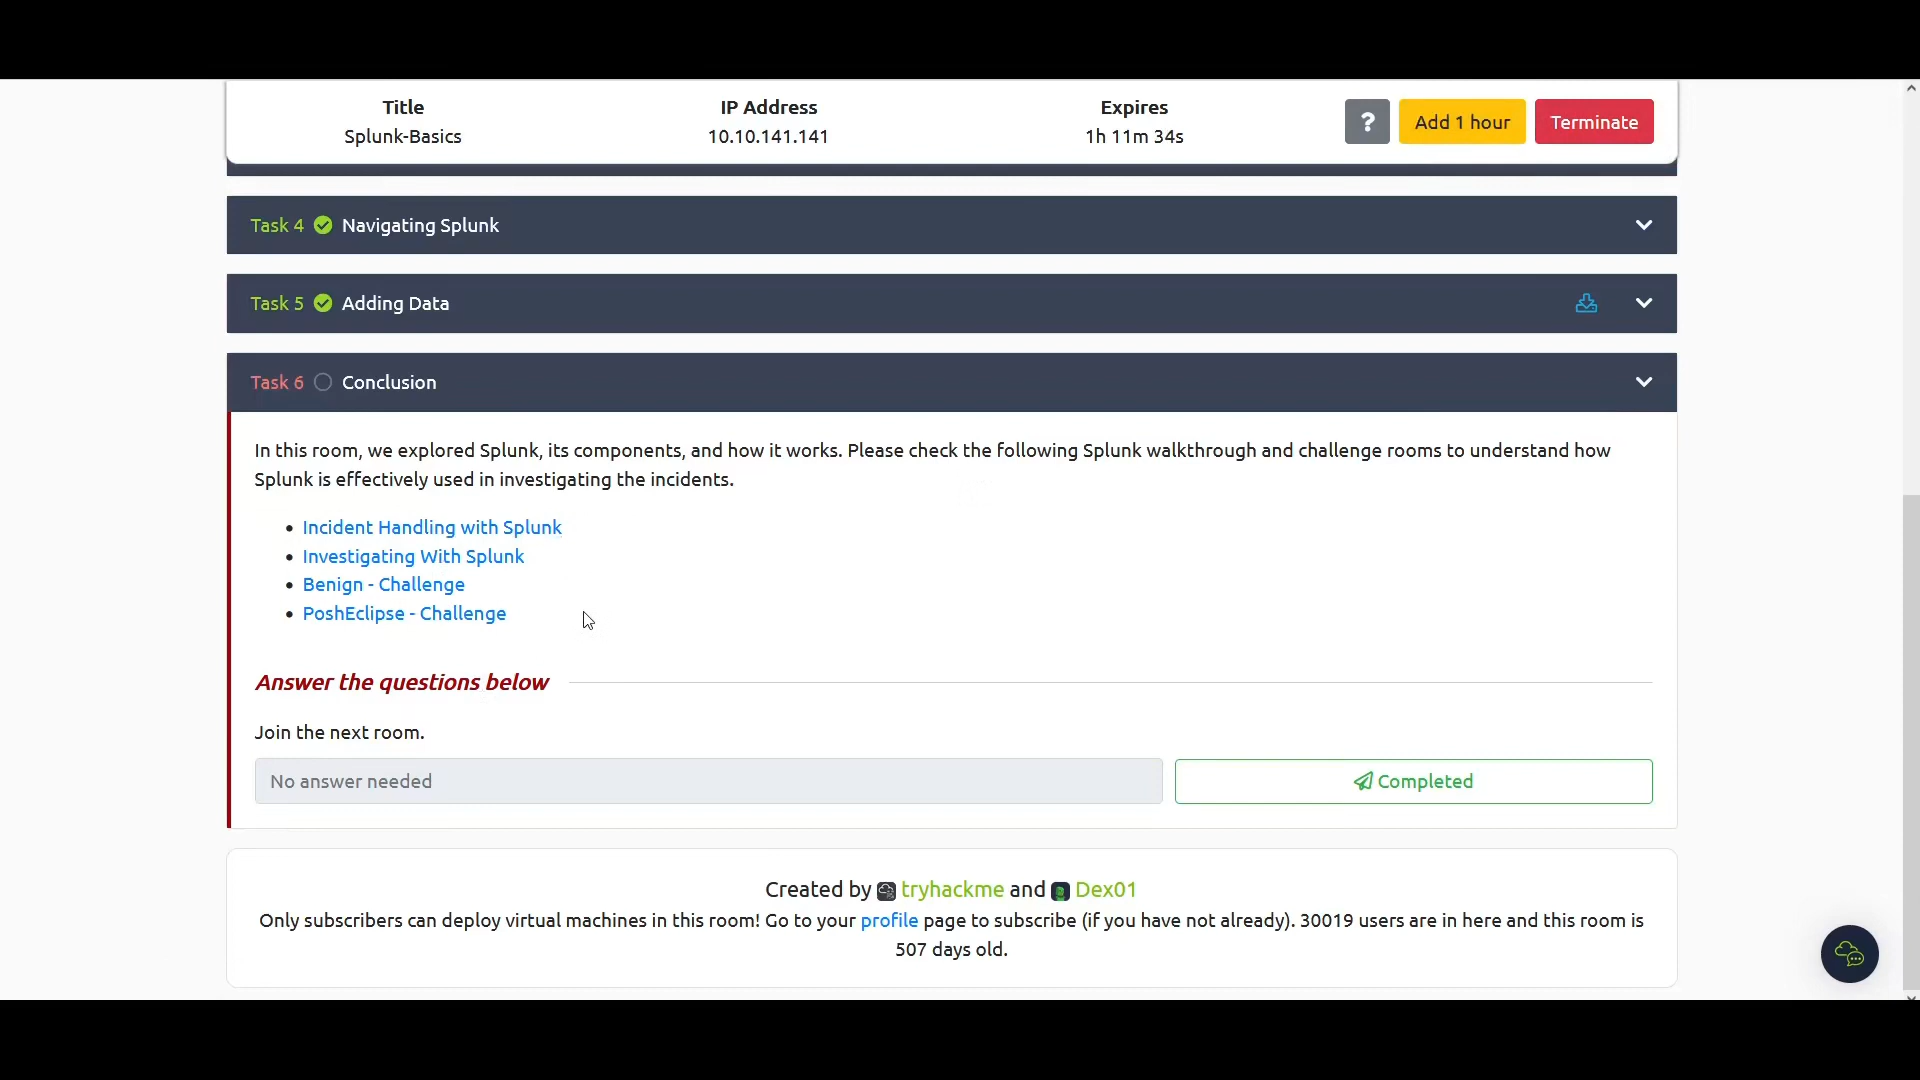 Title
Splunk-Basics
IP Address
10.10.141.141
Expires
1h 11m 34s
?
Add 1 hour
Terminate
Task 4 Navigating Splunk
Task 5 Adding Data
Task 6 Conclusion
In this room, we explored Splunk, its components, and how it works. Please check the following Splunk walkthrough and challenge rooms to understand how
Splunk is effectively used in investigating the incidents.
• Incident Handling with Splunk
• Investigating With Splunk
• Benign - Challenge
• PoshEclipse - Challenge
Answer the questions below
Join the next room.
No answer needed
Completed
Created by tryhackme and Dex01
Only subscribers can deploy virtual machines in this room! Go to your profile page to subscribe (if you have not already). 30019 users are in here and this room is
507 days old.